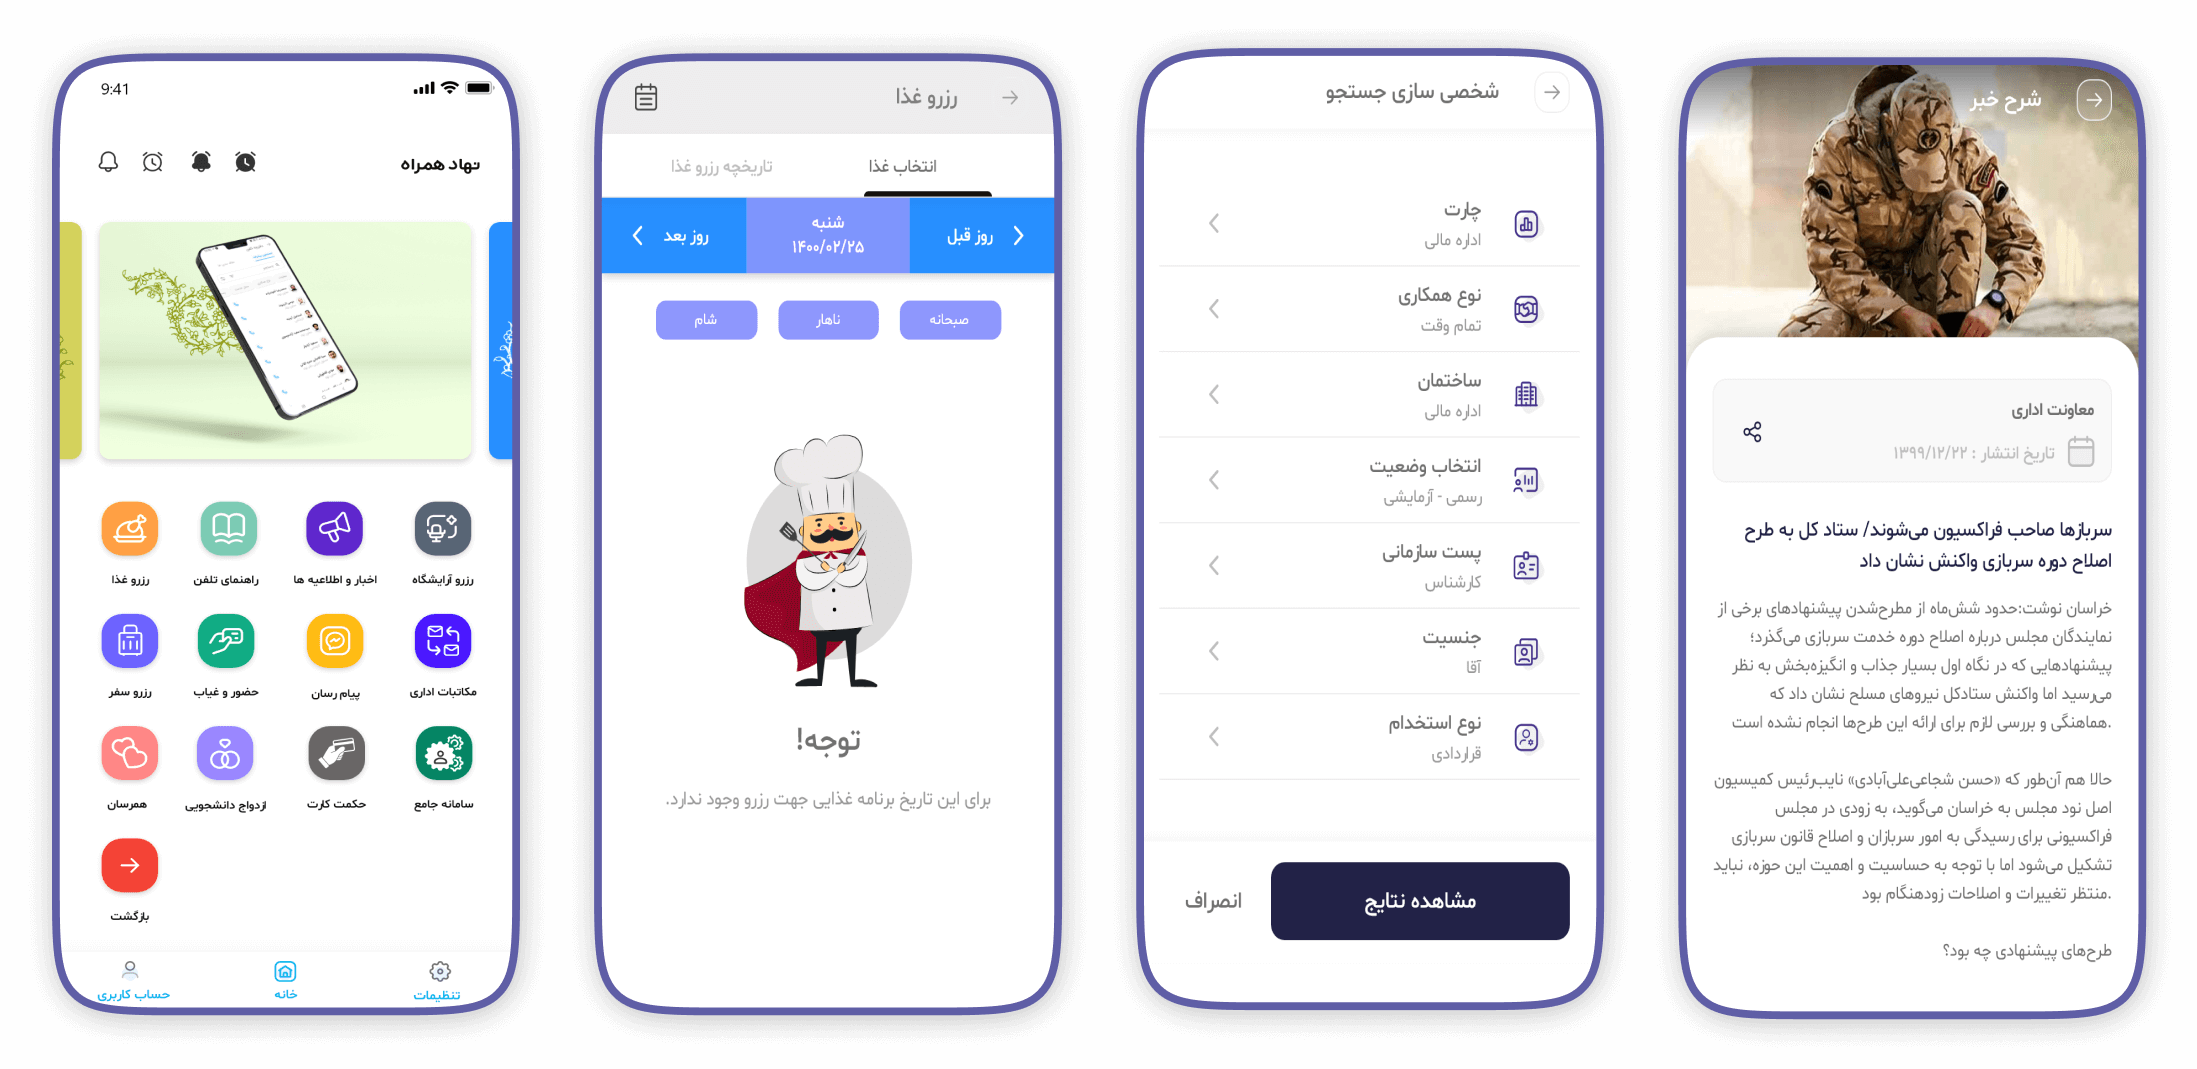 9:41
نهاد همراه
رزرو آرایشگاه
اخبار و اطلاعیه ها
راهنمای تلفن
رزرو غذا
مکاتبات اداری
پیام رسان
حضور و غیاب
رزرو سفر
سامانه جامع
حکمت کارت
ازدواج دانشجویی
همرسان
بازگشت
تنظیمات
خانه
حساب کاربری
رزرو غذا
انتخاب غذا
تاریخچه رزرو غذا
روز قبل
شنبه
۱۴۰۰/۰۲/۲۵
روز بعد
صبحانه
ناهار
شام
توجه!
برای این تاریخ برنامه غذایی جهت رزرو وجود ندارد.
شخصی سازی جستجو
چارت
اداره مالی
نوع همکاری
تمام وقت
ساختمان
اداره مالی
انتخاب وضعیت
رسمی - آزمایشی
پست سازمانی
کارشناس
جنسیت
آقا
نوع استخدام
قراردادی
مشاهده نتایج
انصراف
شرح خبر
معاونت اداری
تاریخ انتشار : ۱۳۹۹/۱۲/۲۲
سربازها صاحب فراکسیون می‌شوند/ ستاد کل به طرح
اصلاح دوره سربازی واکنش نشان داد
خراسان نوشت:حدود شش‌ماه از مطرح‌شدن پیشنهادهای برخی از
نمایندگان مجلس درباره اصلاح دوره خدمت سربازی می‌گذرد؛
پیشنهادهایی که در نگاه اول بسیار جذاب و انگیزه‌بخش به نظر
می‌رسید اما واکنش ستادکل نیروهای مسلح نشان داد که
.هماهنگی و بررسی لازم برای ارائه این طرح‌ها انجام نشده است
حالا هم آن‌طور که «حسن شجاعی‌علی‌آبادی» نایب‌رئیس کمیسیون
اصل نود مجلس به خراسان می‌گوید، به زودی در مجلس
فراکسیونی برای رسیدگی به امور سربازان و اصلاح قانون سربازی
تشکیل می‌شود اما با توجه به حساسیت و اهمیت این حوزه، نباید
.منتظر تغییرات و اصلاحات زودهنگام بود
طرح‌های پیشنهادی چه بود؟